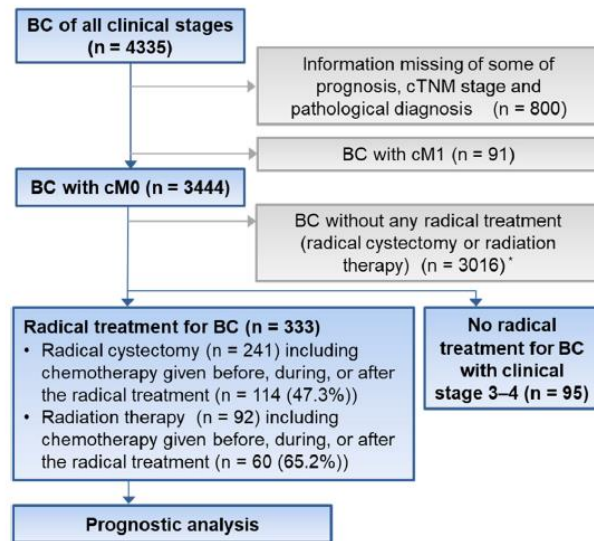 BC of all clinical stages
(n = 4335)
Information missing of some of
prognosis, cTNM stage and
pathological diagnosis (n = 800)
BC with cM1 (n = 91)
BC with cM0 (n = 3444)
BC without any radical treatment
(radical cystectomy or radiation
therapy) (n = 3016)*
Radical treatment for BC (n = 333)
• Radical cystectomy (n = 241) including
chemotherapy given before, during, or after
the radical treatment (n = 114 (47.3%))
• Radiation therapy (n = 92) including
chemotherapy given before, during, or after
the radical treatment (n = 60 (65.2%))
No radical
treatment for BC
with clinical
stage 3–4 (n = 95)
Prognostic analysis